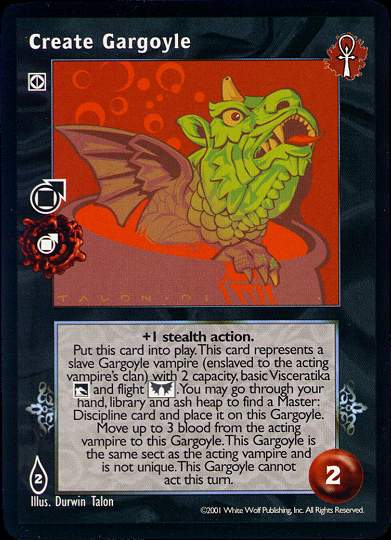 Create Gargoyle
TALON·01
+1 stealth action.
Put this card into play. This card represents a
slave Gargoyle vampire (enslaved to the acting
vampire's clan) with 2 capacity, basic Visceratika
and flight . You may go through your
hand, library and ash heap to find a Master:
Discipline card and place it on this Gargoyle.
Move up to 3 blood from the acting
vampire to this Gargoyle. This Gargoyle is
the same sect as the acting vampire and
is not unique. This Gargoyle cannot
act this turn.
2
2
Illus. Durwin Talon
©2001 White Wolf Publishing, Inc. All Rights Reserved.